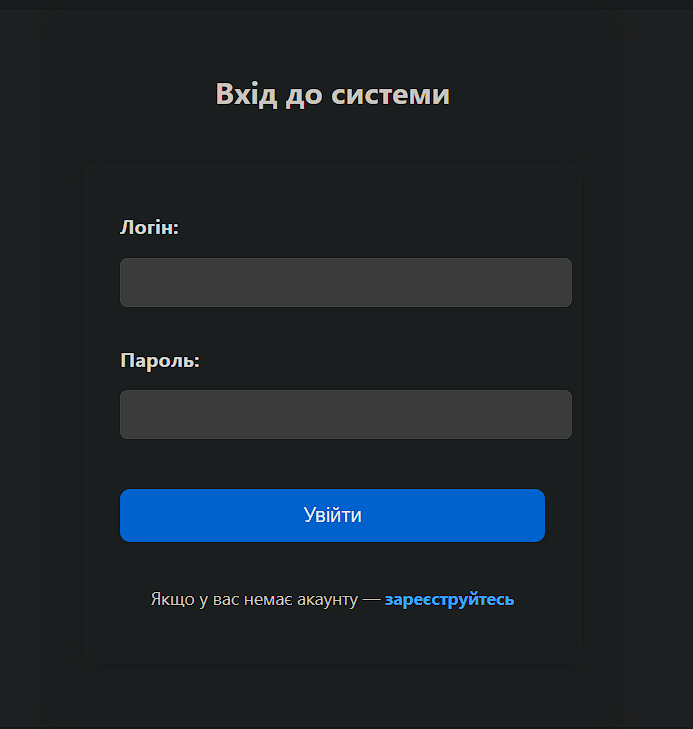 Вхід до системи
Логін:
Пароль:
Увійти
Якщо у вас немає акаунту — зареєструйтесь